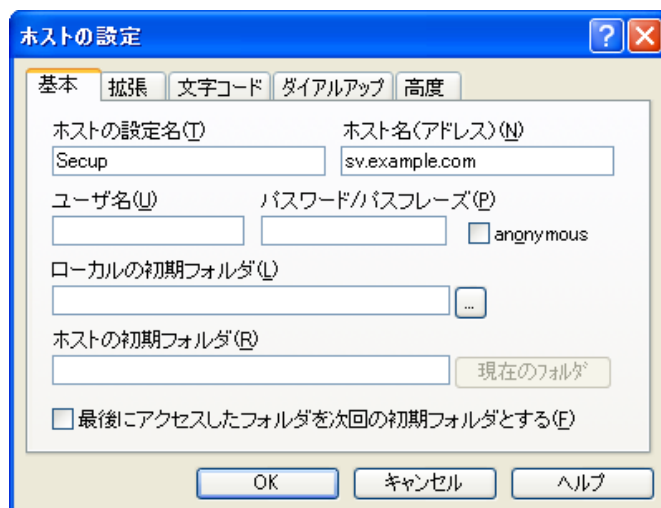 ホストの設定
基本 拡張 文字コード ダイアルアップ 高度
ホストの設定名(T) ホスト名(アドレス)(N)
Secup sv.example.com
ユーザ名(U) パスワード/パスフレーズ(P)
anonymous
ローカルの初期フォルダ(L)
...
ホストの初期フォルダ(R)
現在のフォルダ
最後にアクセスしたフォルダを次回の初期フォルダとする(F)
OK キャンセル ヘルプ